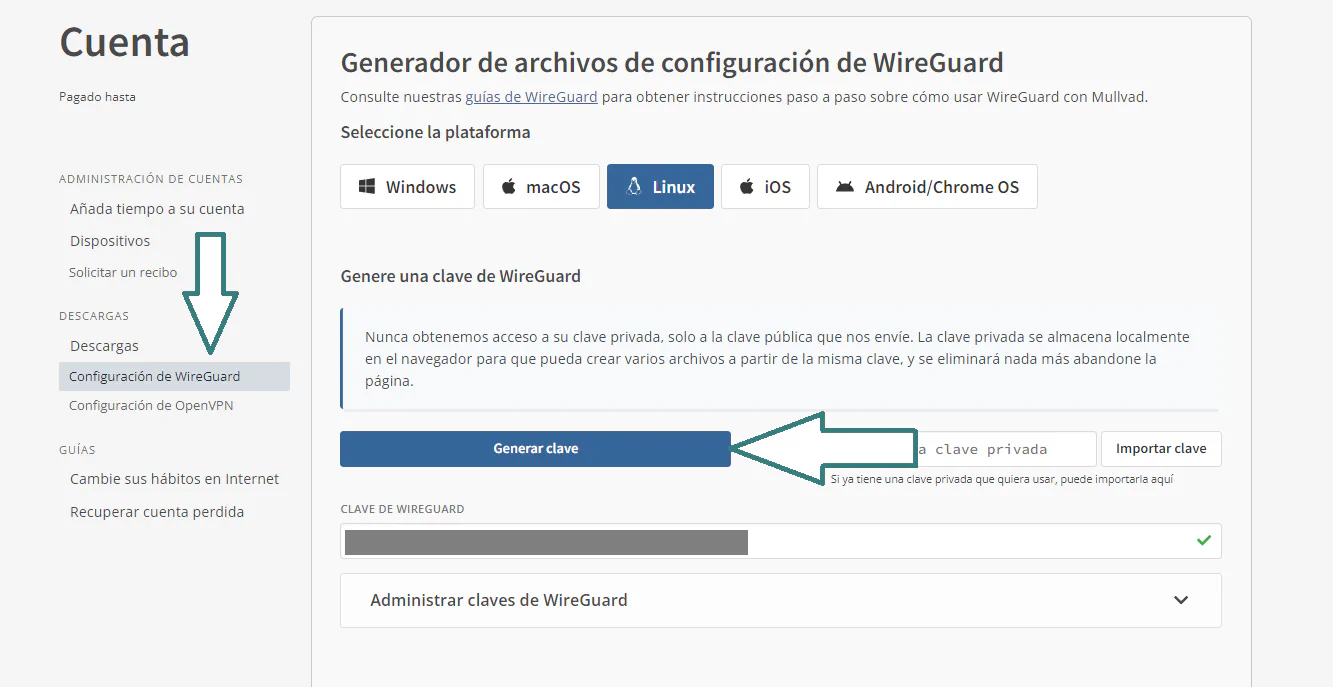 Cuenta
Pagado hasta
ADMINISTRACIÓN DE CUENTAS
Añada tiempo a su cuenta
Dispositivos
Solicitar un recibo
DESCARGAS
Descargas
Configuración de WireGuard
Configuración de OpenVPN
GUÍAS
Cambie sus hábitos en Internet
Recuperar cuenta perdida
Generador de archivos de configuración de WireGuard
Consulte nuestras guías de WireGuard para obtener instrucciones paso a paso sobre cómo usar WireGuard con Mullvad.
Seleccione la plataforma
Windows macOS Linux iOS Android/Chrome OS
Genere una clave de WireGuard
Nunca obtenemos acceso a su clave privada, solo a la clave pública que nos envíe. La clave privada se almacena localmente
en el navegador para que pueda crear varios archivos a partir de la misma clave, y se eliminará nada más abandone la
página.
Generar clave a clave privada Importar clave
Si ya tiene una clave privada que quiera usar, puede importarla aquí
CLAVE DE WIREGUARD
Administrar claves de WireGuard